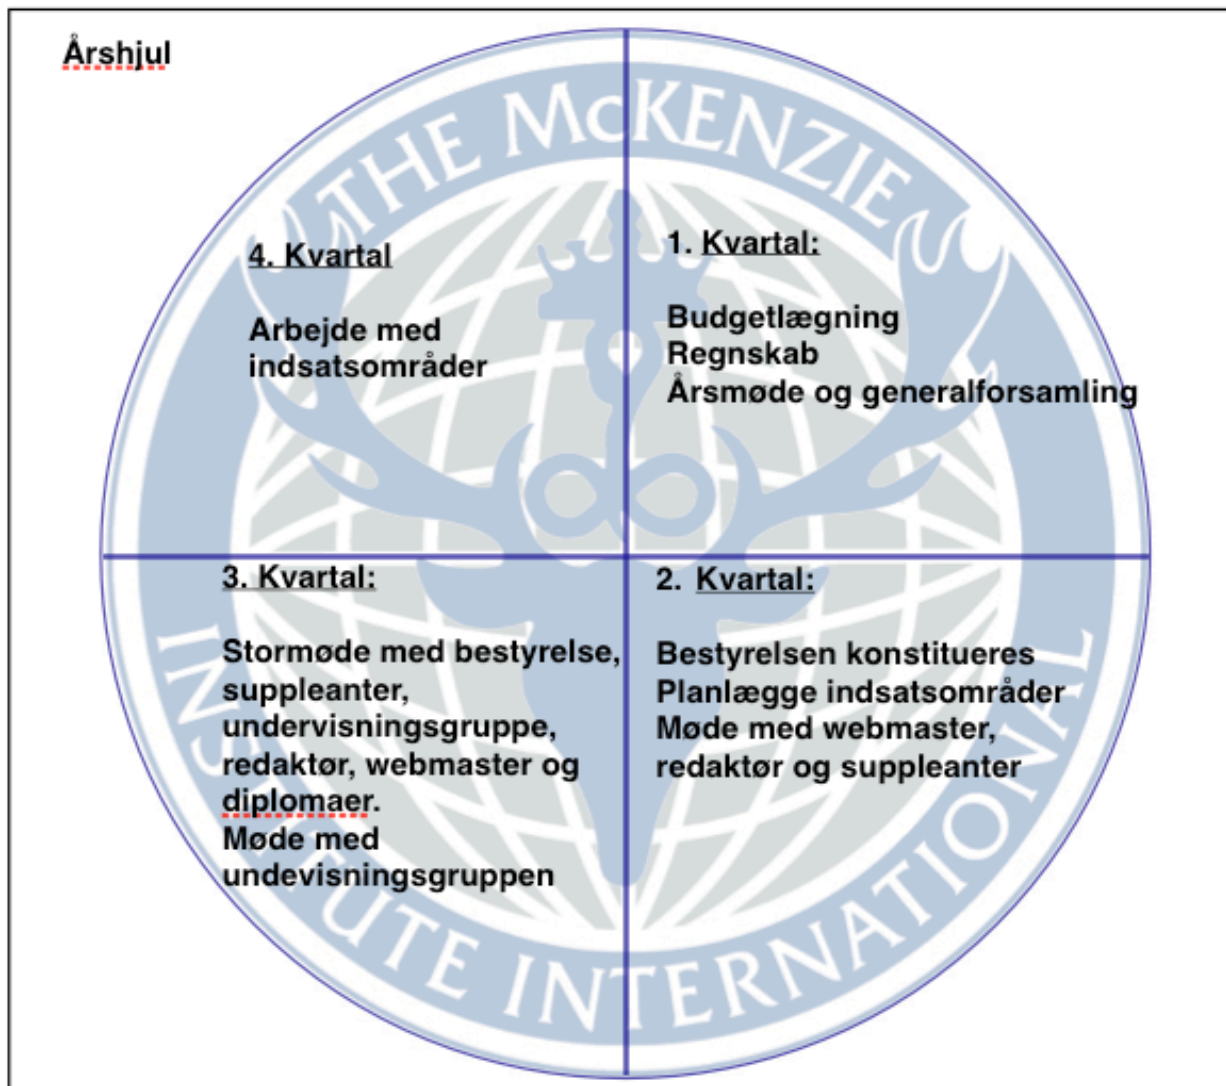 Årshjul
THE McKENZIE
INSTITUTE INTERNATIONAL
4. Kvartal
Arbejde med
indsatsområder
1. Kvartal:
Budgetlægning
Regnskab
Årsmøde og generalforsamling
3. Kvartal:
Stormøde med bestyrelse,
suppleanter,
undervisningsgruppe,
redaktør, webmaster og
diplomaer.
Møde med
undevisningsgruppen
2. Kvartal:
Bestyrelsen konstitueres
Planlægge indsatsområder
Møde med webmaster,
redaktør og suppleanter